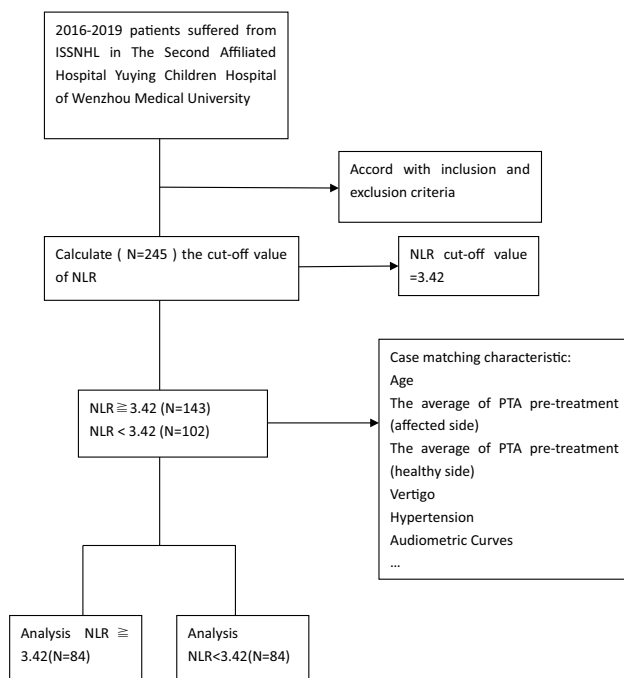 2016-2019 patients suffered from
ISSNHL in The Second Affiliated
Hospital Yuying Children Hospital
of Wenzhou Medical University
Accord with inclusion and
exclusion criteria
Calculate ( N=245 ) the cut-off value
of NLR
NLR cut-off value
=3.42
Case matching characteristic:
Age
The average of PTA pre-treatment
(affected side)
The average of PTA pre-treatment
(healthy side)
Vertigo
Hypertension
Audiometric Curves
...
NLR ≧ 3.42 (N=143)
NLR < 3.42 (N=102)
Analysis NLR ≧
3.42(N=84)
Analysis
NLR<3.42(N=84)